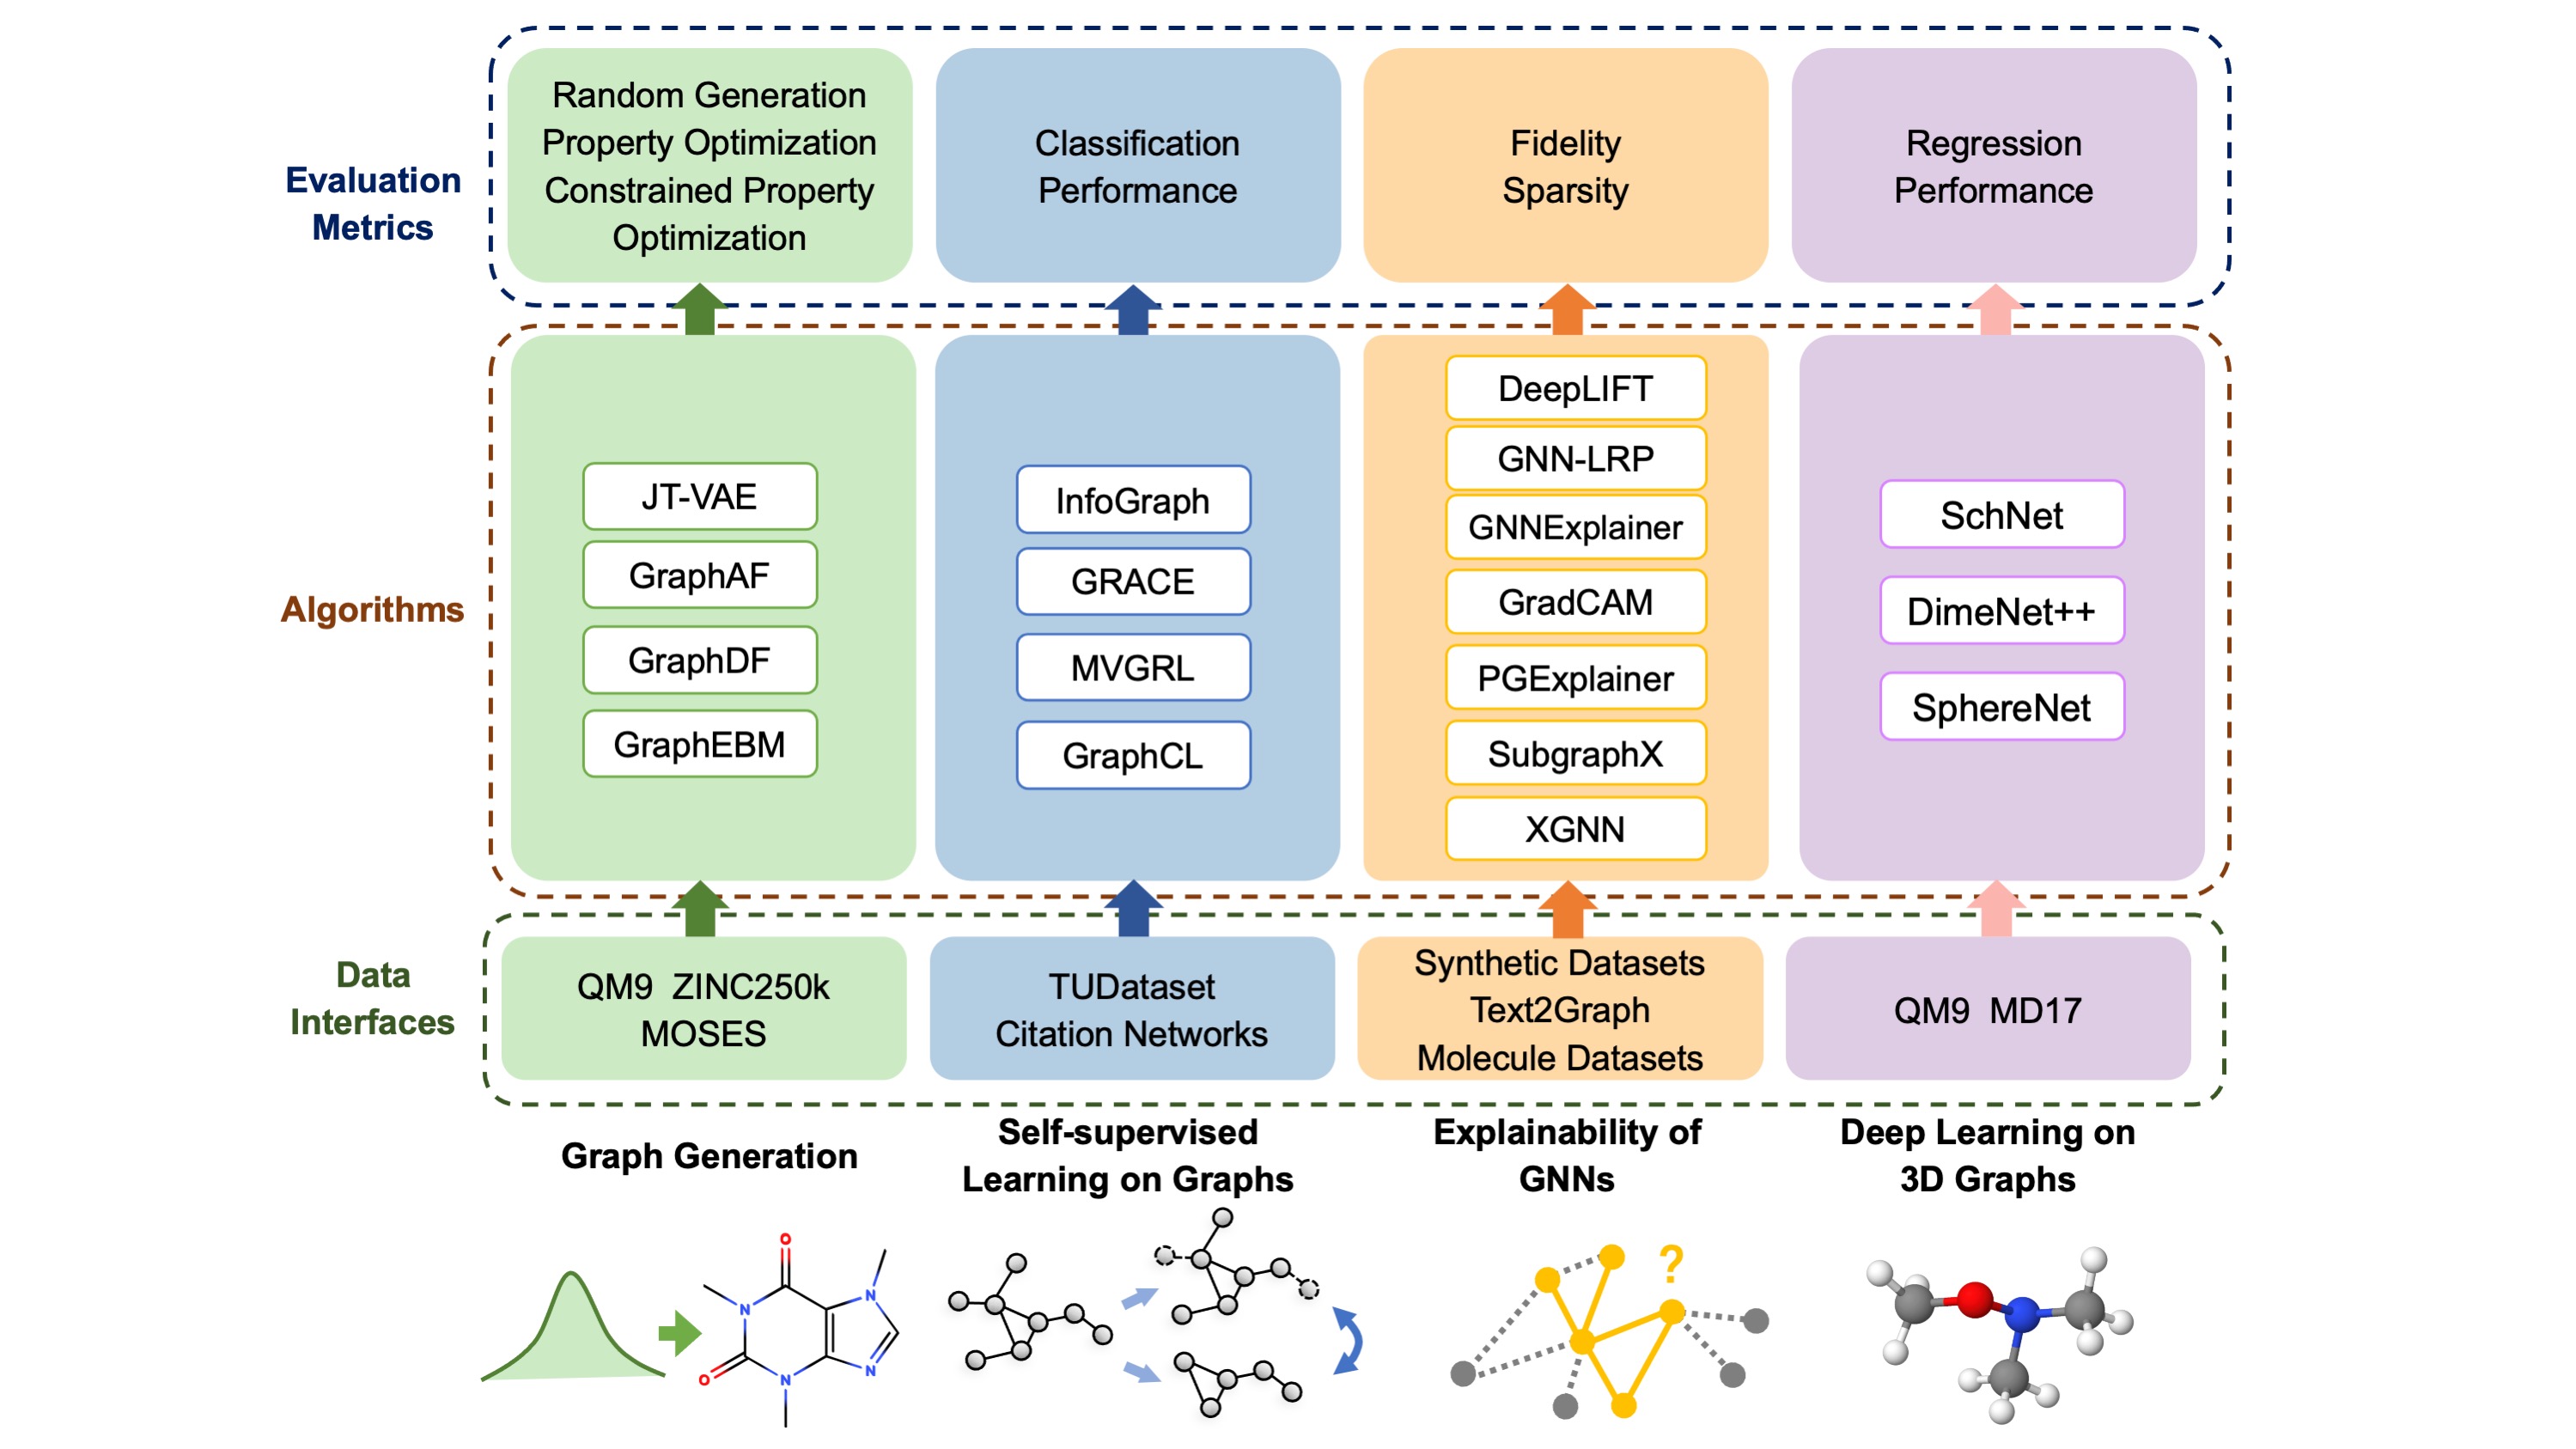 Evaluation
Metrics
Random Generation
Property Optimization
Constrained Property
Optimization
Classification
Performance
Fidelity
Sparsity
Regression
Performance
Algorithms
JT-VAE
GraphAF
GraphDF
GraphEBM
InfoGraph
GRACE
MVGRL
GraphCL
DeepLIFT
GNN-LRP
GNNExplainer
GradCAM
PGExplainer
SubgraphX
XGNN
SchNet
DimeNet++
SphereNet
Data
Interfaces
QM9 ZINC250k
MOSES
TUDataset
Citation Networks
Synthetic Datasets
Text2Graph
Molecule Datasets
QM9 MD17
Graph Generation
Self-supervised
Learning on Graphs
Explainability of
GNNs
Deep Learning on
3D Graphs
O
N
N
O
N
N
?